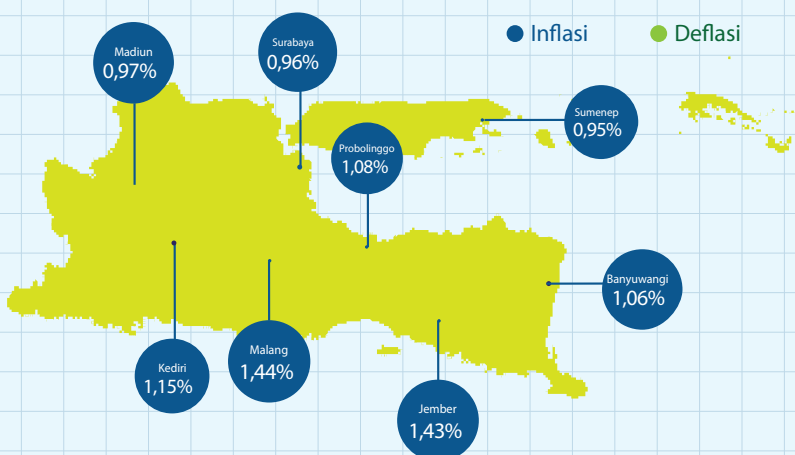 Inflasi
Deflasi
Madiun
0,97%
Surabaya
0,96%
Sumenep
0,95%
Probolinggo
1,08%
Banyuwangi
1,06%
Kediri
1,15%
Malang
1,44%
Jember
1,43%